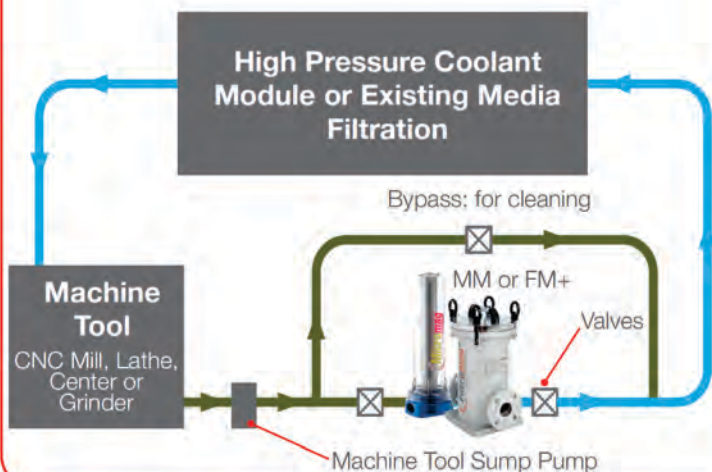 High Pressure Coolant
Module or Existing Media
Filtration
Bypass: for cleaning
MM or FM+
Machine
Tool
CNC Mill, Lathe,
Center or
Grinder
Valves
Machine Tool Sump Pump